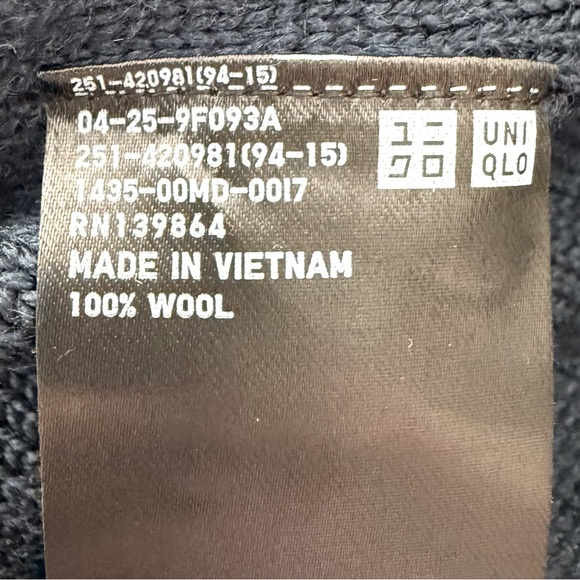 251-420981(94-15)
04-25-9F093A
251-420981(94-15)
1435-00MD-0017
RN139864
MADE IN VIETNAM
100% WOOL
ユニ
クロ
UNI
QLO